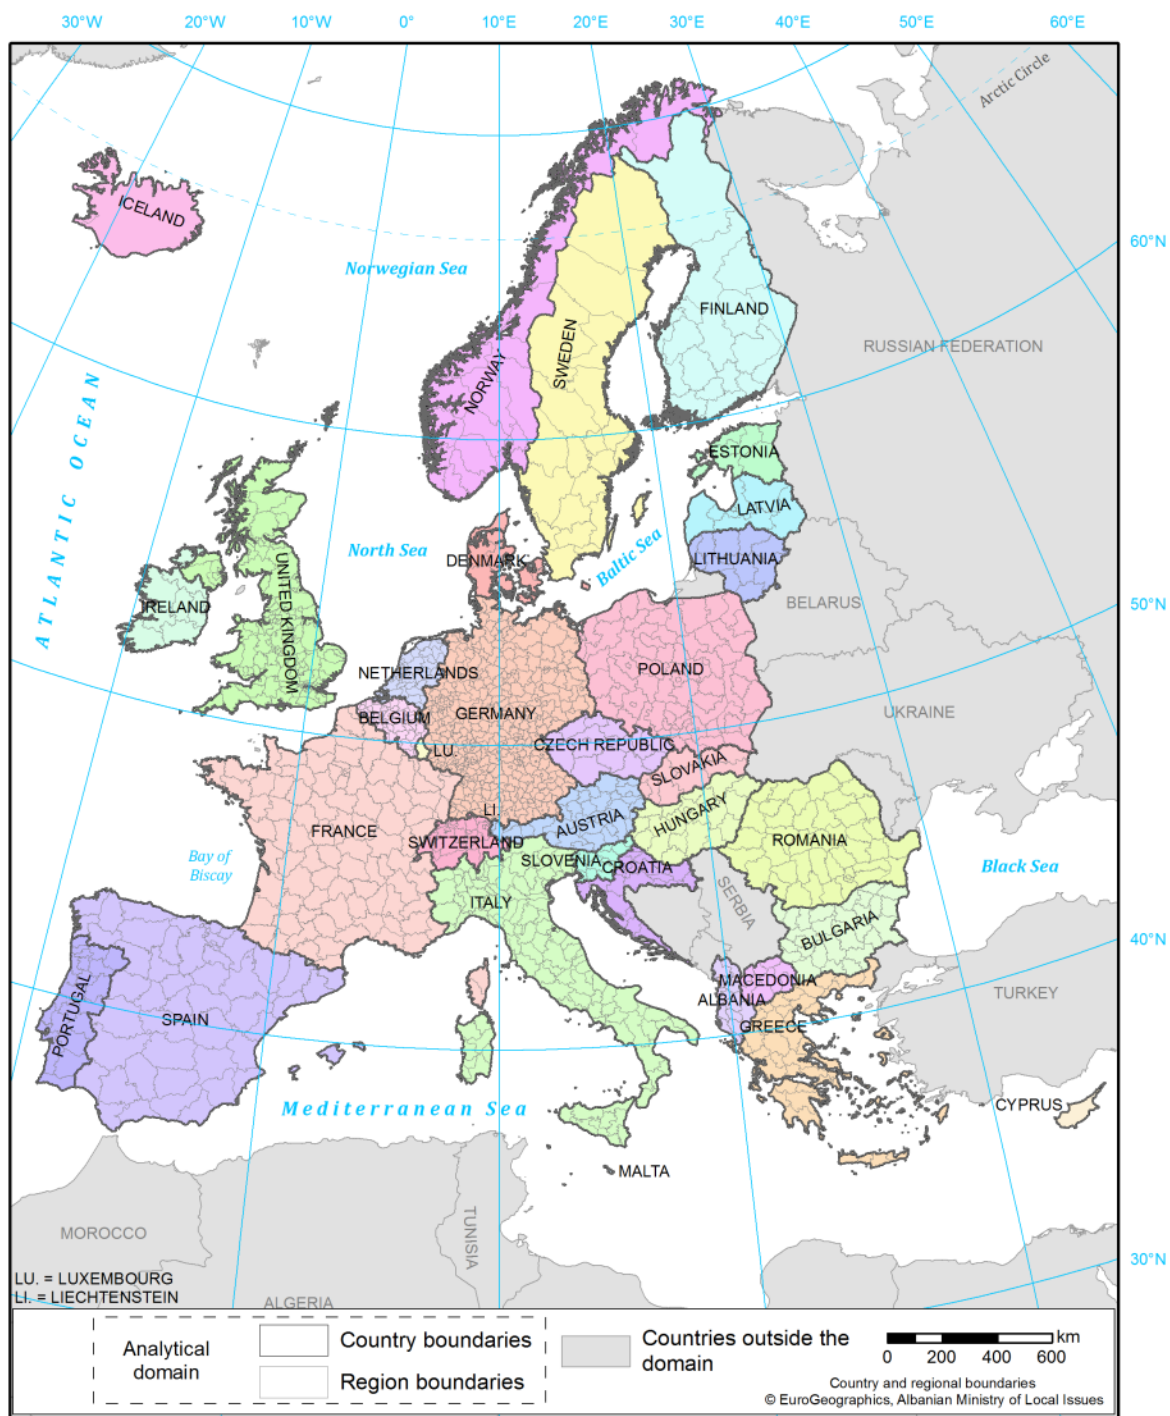 30°W 20°W 10°W 0° 10°E 20°E 30°E 40°E 50°E 60°E
Arctic Circle
ICELAND
60°N
Norwegian Sea
FINLAND
RUSSIAN FEDERATION
SWEDEN
NORWAY
ATLANTIC OCEAN
ESTONIA
LATVIA
North Sea
DENMARK
Baltic Sea
LITHUANIA
BELARUS
50°N
IRELAND
UNITED KINGDOM
NETHERLANDS
POLAND
BELGIUM
GERMANY
UKRAINE
LU
CZECH REPUBLIC
SLOVAKIA
LI.
FRANCE
AUSTRIA
HUNGARY
SWITZERLAND
ROMANIA
Bay of
Biscay
SLOVENIA
CROATIA
Black Sea
ITALY
SERBIA
BULGARIA
40°N
MACEDONIA
ALBANIA
TURKEY
PORTUGAL
SPAIN
GREECE
Mediterranean Sea
CYPRUS
MALTA
MOROCCO
TUNISIA
30°N
LU. = LUXEMBOURG
LI. = LIECHTENSTEIN
ALGERIA
Analytical
domain
Country boundaries
Region boundaries
Countries outside the
domain
km
0 200 400 600
Country and regional boundaries
© EuroGeographics, Albanian Ministry of Local Issues